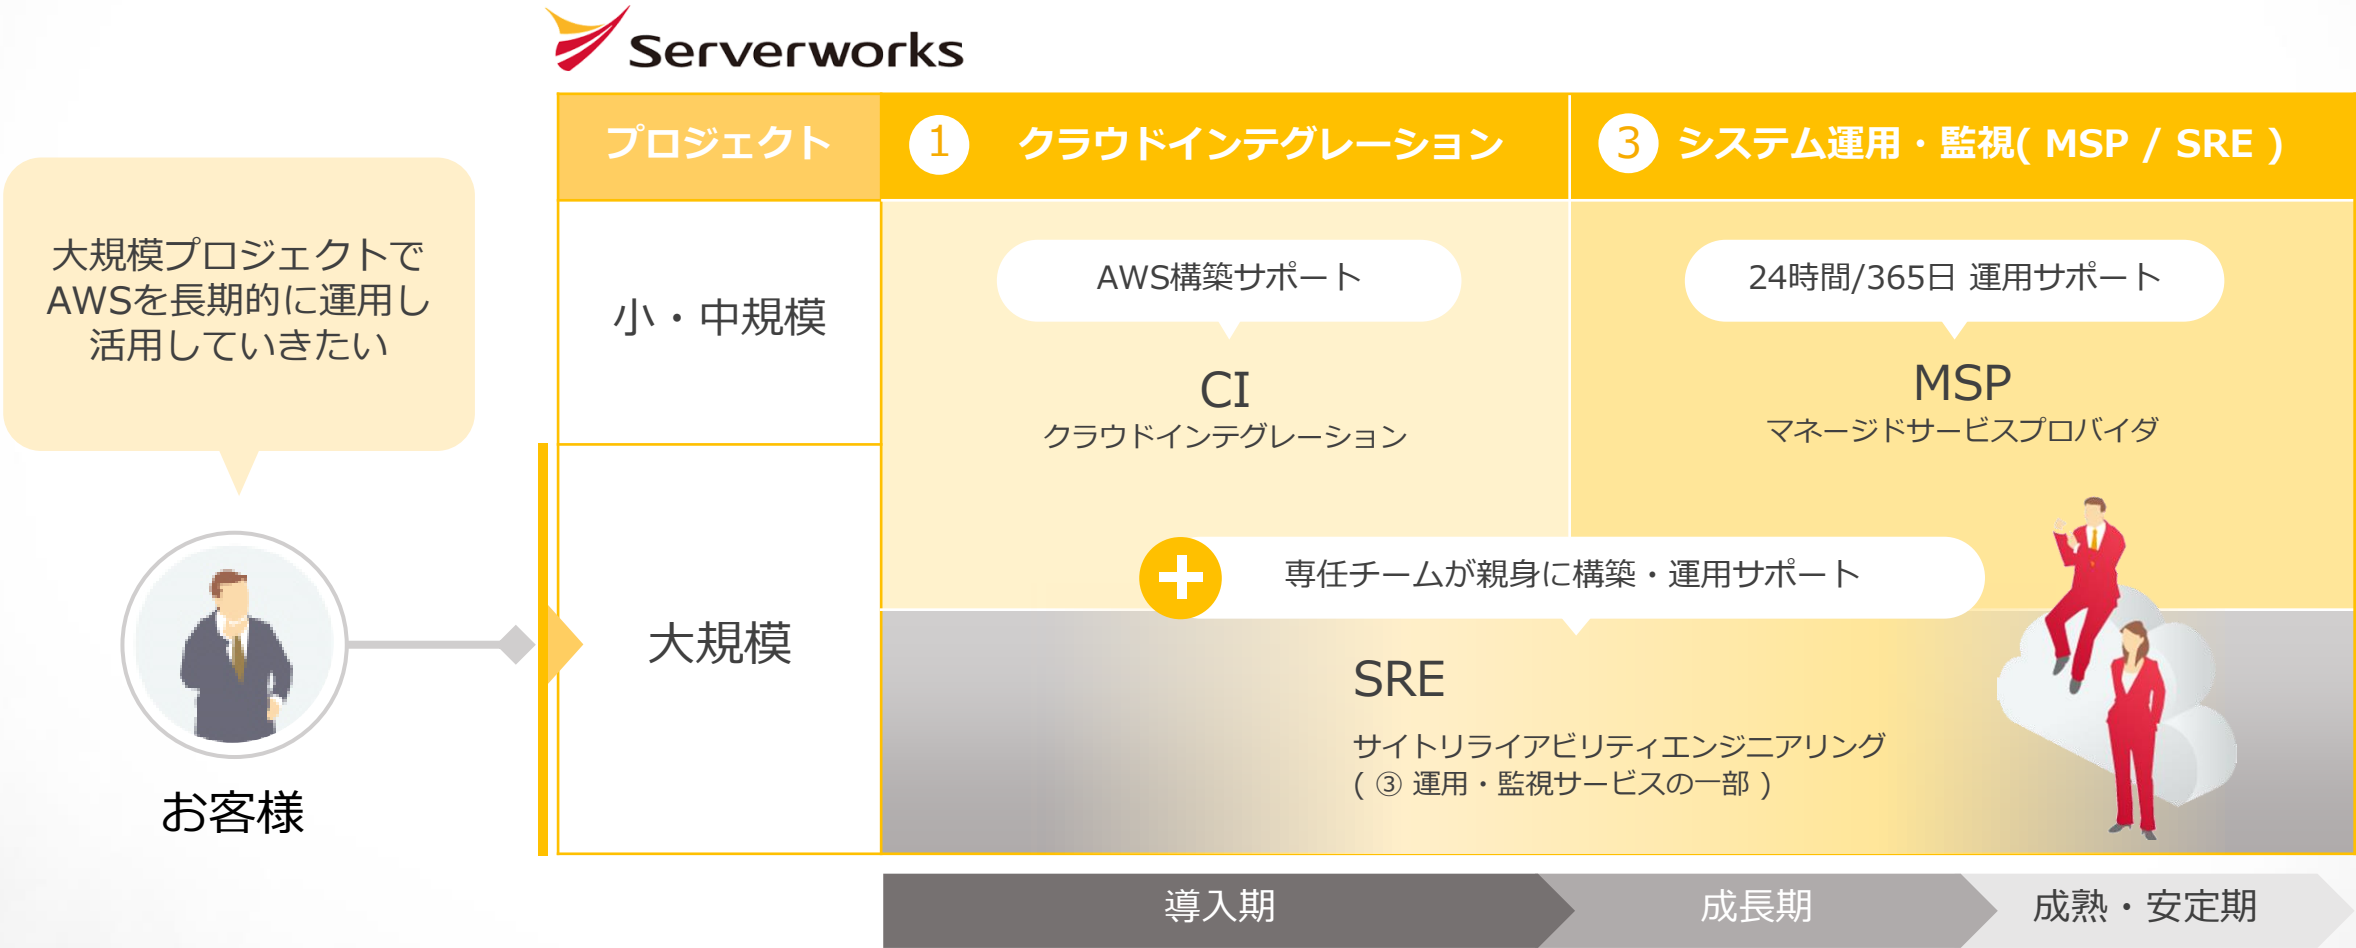 Serverworks
プロジェクト
1 クラウドインテグレーション
3 システム運用・監視( MSP / SRE )
大規模プロジェクトで
AWSを長期的に運用し
活用していきたい
お客様
小・中規模
AWS構築サポート
CI
クラウドインテグレーション
24時間/365日 運用サポート
MSP
マネージドサービスプロバイダ
大規模
+ 専任チームが親身に構築・運用サポート
SRE
サイトリライアビリティエンジニアリング
( ③ 運用・監視サービスの一部 )
導入期
成長期
成熟・安定期